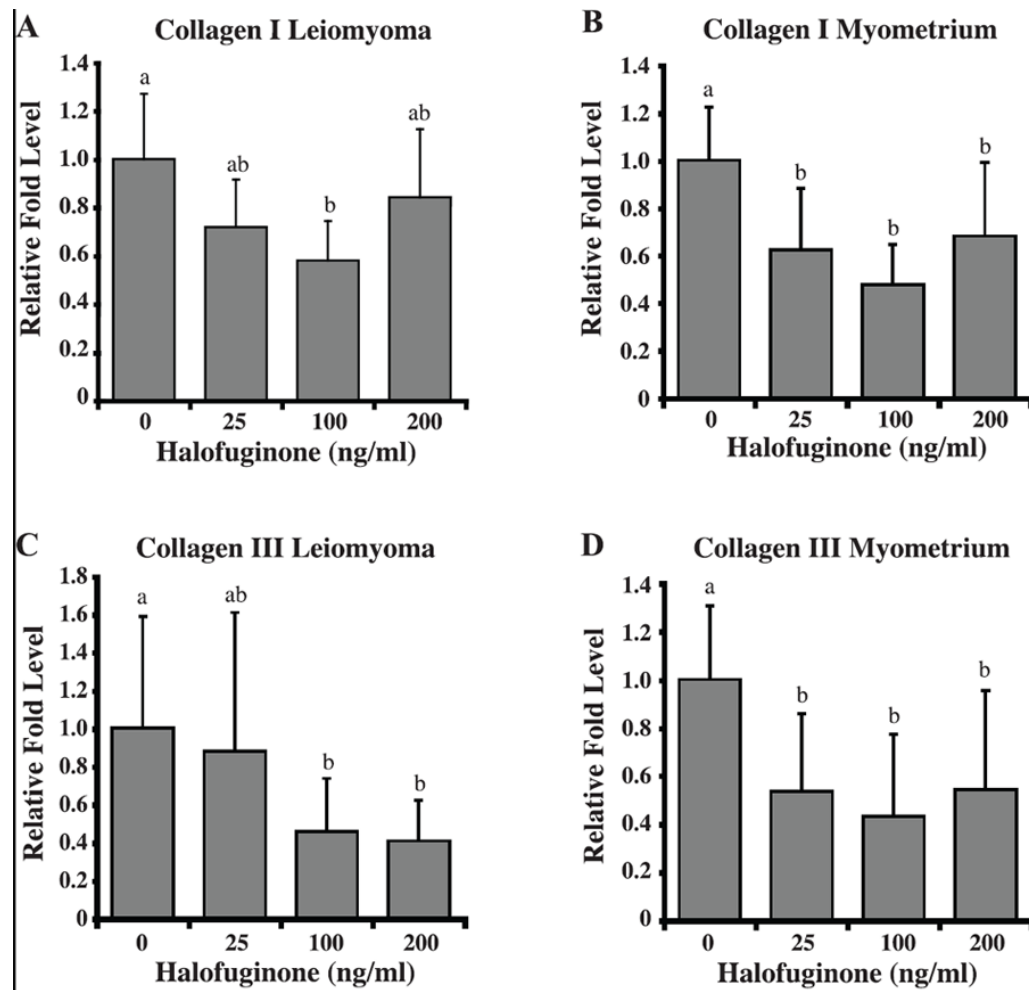 A
Collagen I Leiomyoma
Relative Fold Level
1.4
1.2
1.0
0.8
0.6
0.4
0.2
0
a
ab
b
ab
0 25 100 200
Halofuginone (ng/ml)
B
Collagen I Myometrium
Relative Fold Level
1.4
1.2
1.0
0.8
0.6
0.4
0.2
0
a
b
b
b
0 25 100 200
Halofuginone (ng/ml)
C
Collagen III Leiomyoma
Relative Fold Level
1.8
1.6
1.4
1.2
1.0
0.8
0.6
0.4
0.2
0
a
ab
b
b
0 25 100 200
Halofuginone (ng/ml)
D
Collagen III Myometrium
Relative Fold Level
1.4
1.2
1.0
0.8
0.6
0.4
0.2
0
a
b
b
b
0 25 100 200
Halofuginone (ng/ml)